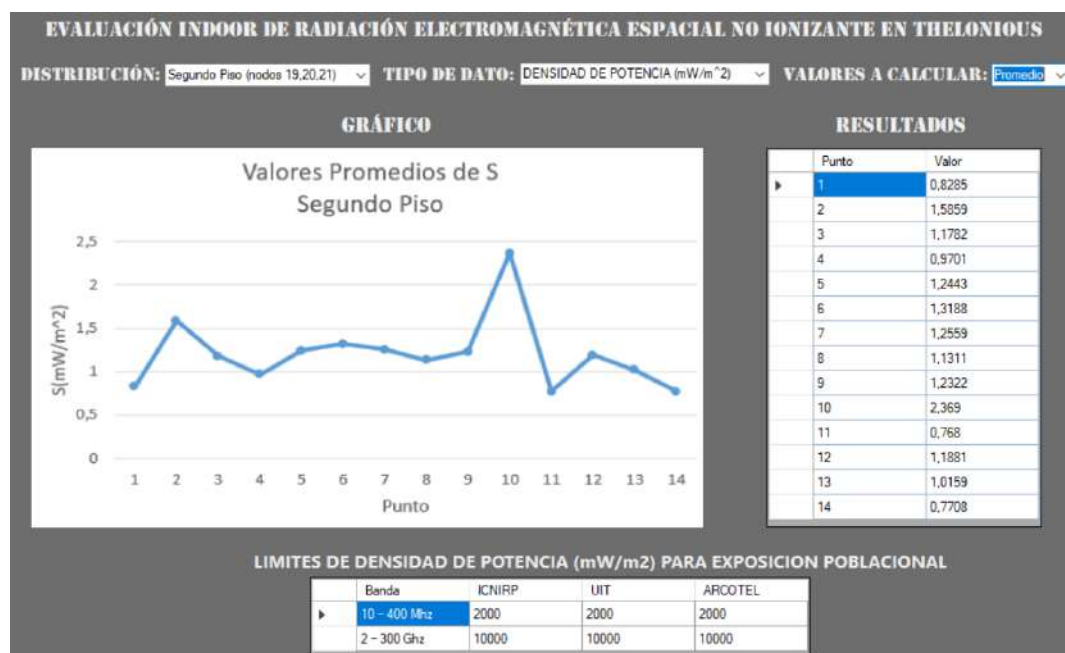 EVALUACIÓN INDOOR DE RADIACIÓN ELECTROMAGNÉTICA ESPACIAL NO IONIZANTE EN THELONIOUS
DISTRIBUCIÓN: Segundo Piso (nodos 19,20,21) TIPO DE DATO: DENSIDAD DE POTENCIA (mW/m^2) VALORES A CALCULAR: Promedio
GRÁFICO
Valores Promedios de S
Segundo Piso
2,5
2
1,5
1
0,5
0
S(mW/m^2)
1 2 3 4 5 6 7 8 9 10 11 12 13 14
Punto
RESULTADOS
Punto Valor
1 0,8285
2 1,5859
3 1,1782
4 0,9701
5 1,2443
6 1,3188
7 1,2559
8 1,1311
9 1,2322
10 2,369
11 0,768
12 1,1881
13 1,0159
14 0,7708
LIMITES DE DENSIDAD DE POTENCIA (mW/m2) PARA EXPOSICION POBLACIONAL
Banda ICNIRP UIT ARCOTEL
10 – 400 Mhz 2000 2000 2000
2 – 300 Ghz 10000 10000 10000